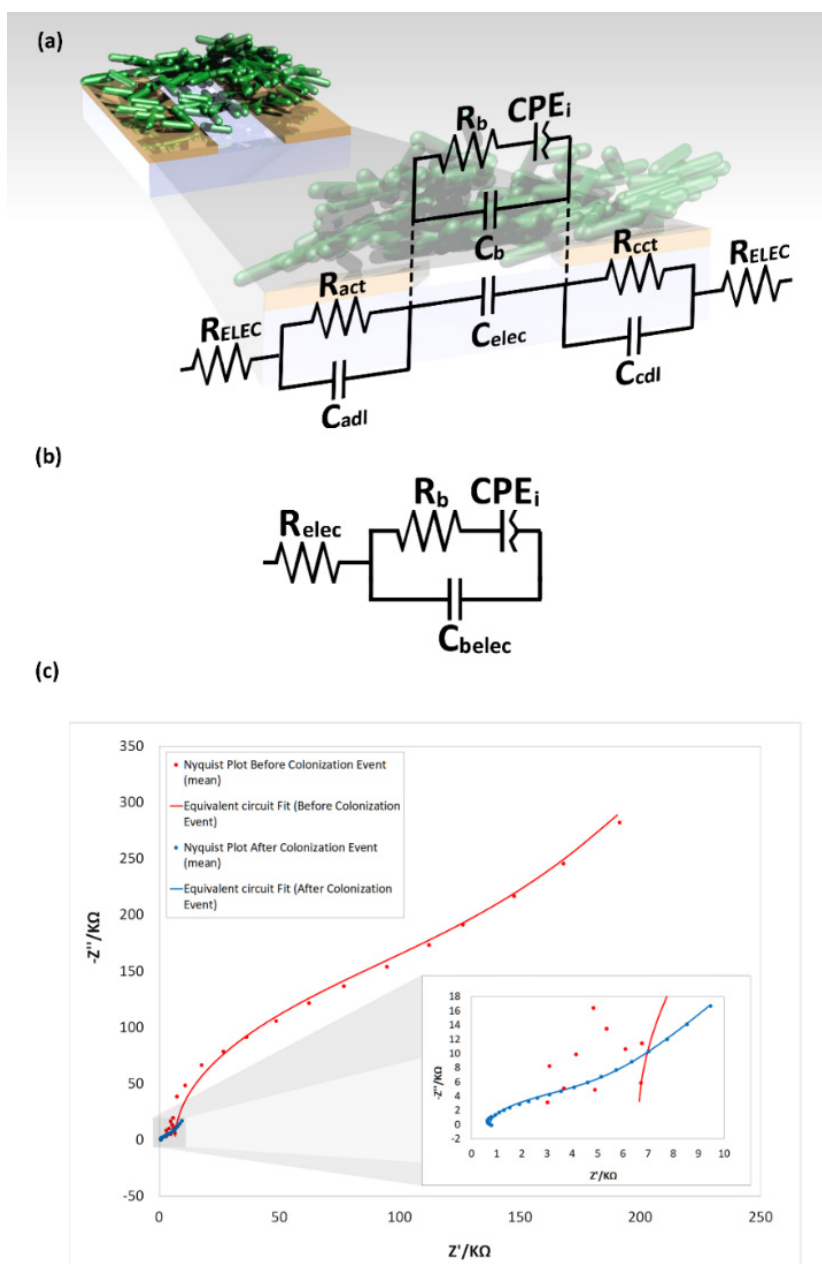 (a)
Rb
CPEi
Cb
Rcct
RELEC
Ract
Celec
RELEC
Ccdl
Cadl
(b)
Rb CPEi
Relec
Cbelec
(c)
350
300
250
200
150
100
50
0
-50
-Z''/KΩ
Nyquist Plot Before Colonization Event
(mean)
Equivalent circuit Fit (Before Colonization
Event)
Nyquist Plot After Colonization Event
(mean)
Equivalent circuit Fit (After Colonization
Event)
18
16
14
12
10
8
6
4
2
0
-2
-Z''/KΩ
0 1 2 3 4 5 6 7 8 9 10
Z'/KΩ
0 50 100 150 200 250
Z'/KΩ